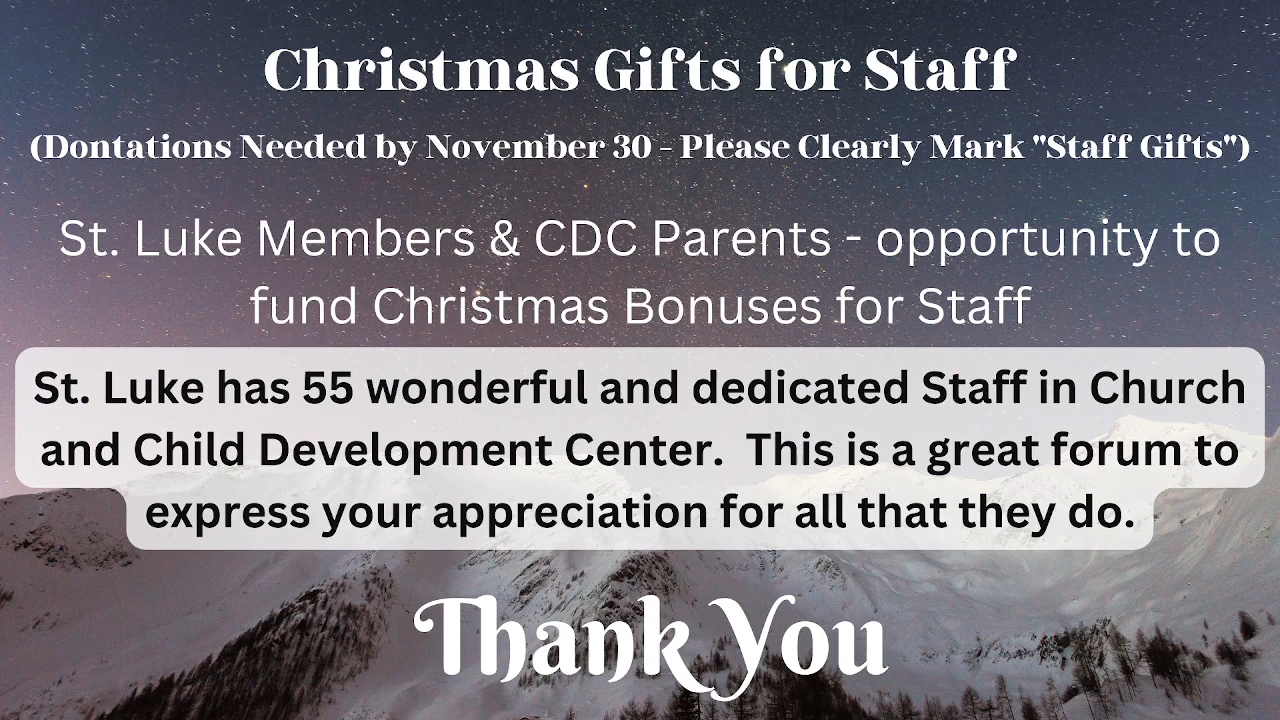 Christmas Gifts for Staff
(Dontations Needed by November 30 - Please Clearly Mark "Staff Gifts")
St. Luke Members & CDC Parents - opportunity to
fund Christmas Bonuses for Staff
St. Luke has 55 wonderful and dedicated Staff in Church
and Child Development Center.  This is a great forum to
express your appreciation for all that they do.
Thank You